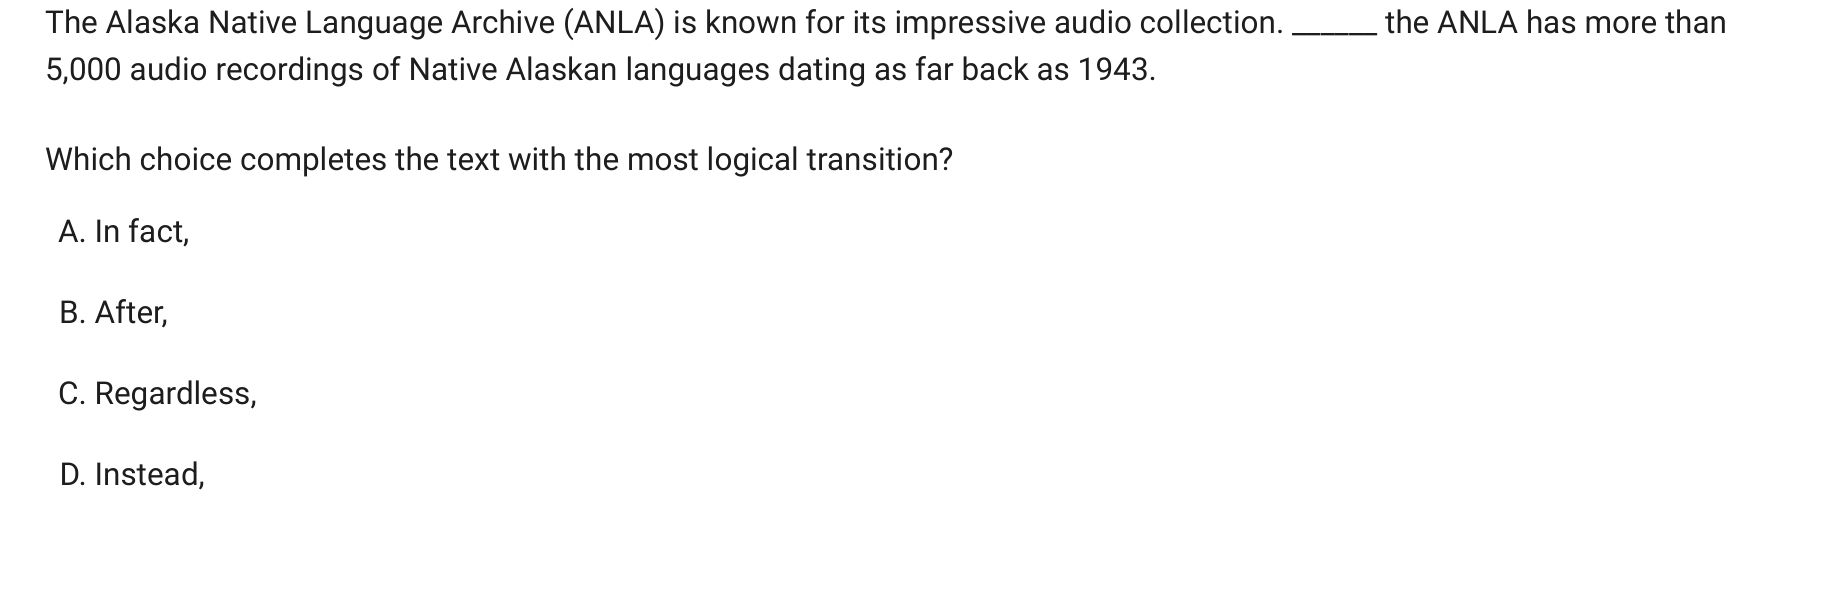 The Alaska Native Language Archive (ANLA) is known for its impressive audio collection. ______ the ANLA has more than
5,000 audio recordings of Native Alaskan languages dating as far back as 1943.
Which choice completes the text with the most logical transition?
A. In fact,
B. After,
C. Regardless,
D. Instead,